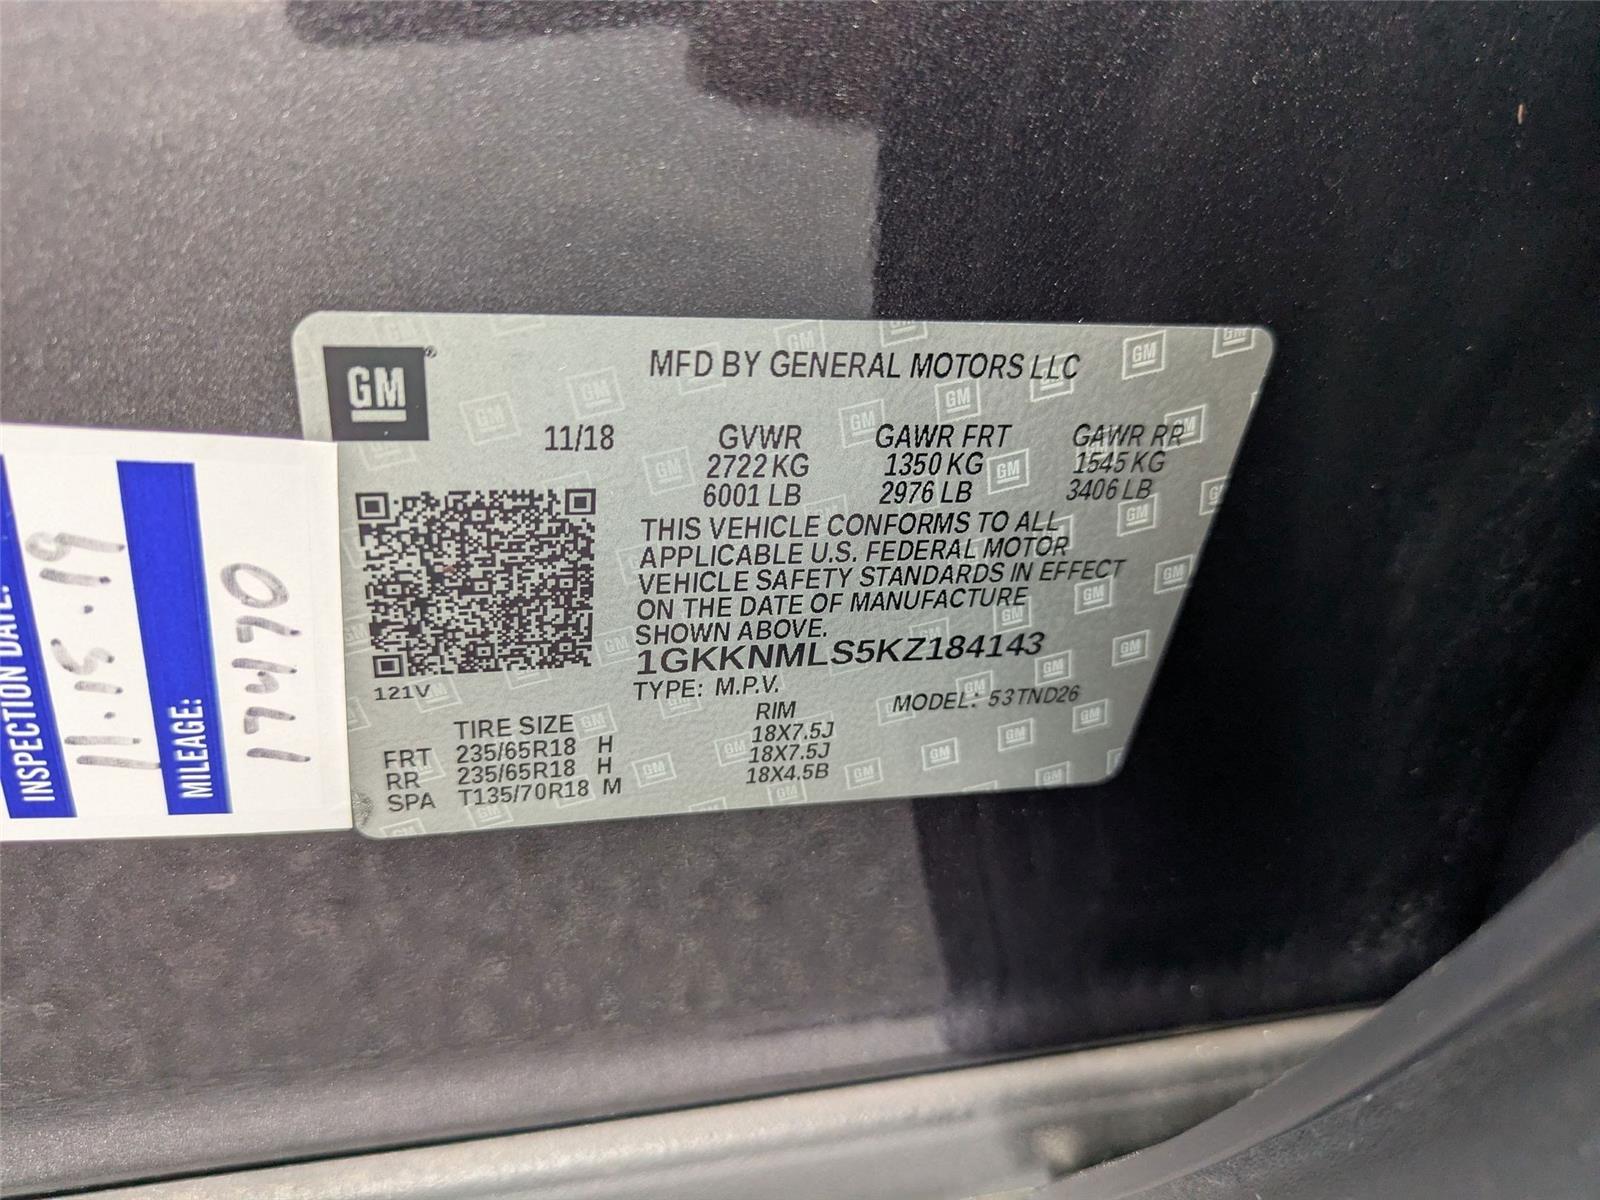 GM
MFD BY GENERAL MOTORS LLC
11/18
GVWR GAWR FRT GAWR RR
2722 KG 1350 KG 1545 KG
6001 LB 2976 LB 3406 LB
THIS VEHICLE CONFORMS TO ALL
APPLICABLE U.S. FEDERAL MOTOR
VEHICLE SAFETY STANDARDS IN EFFECT
ON THE DATE OF MANUFACTURE
SHOWN ABOVE.
1GKKNMLS5KZ184143
121V
TYPE: M.P.V. MODEL: 53TND26
TIRE SIZE RIM
FRT 235/65R18 H 18X7.5J
RR 235/65R18 H 18X7.5J
SPA T135/70R18 M 18X4.5B
INSPECTION DATE:
11.15.19
MILEAGE:
17490